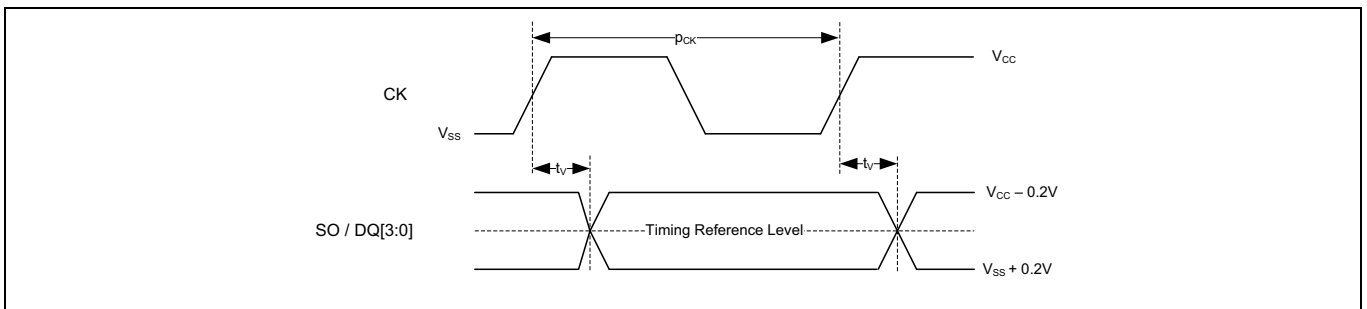 pCK
VCC
CK
VSS
tV
tV
VCC – 0.2V
SO / DQ[3:0]
Timing Reference Level
VSS + 0.2V